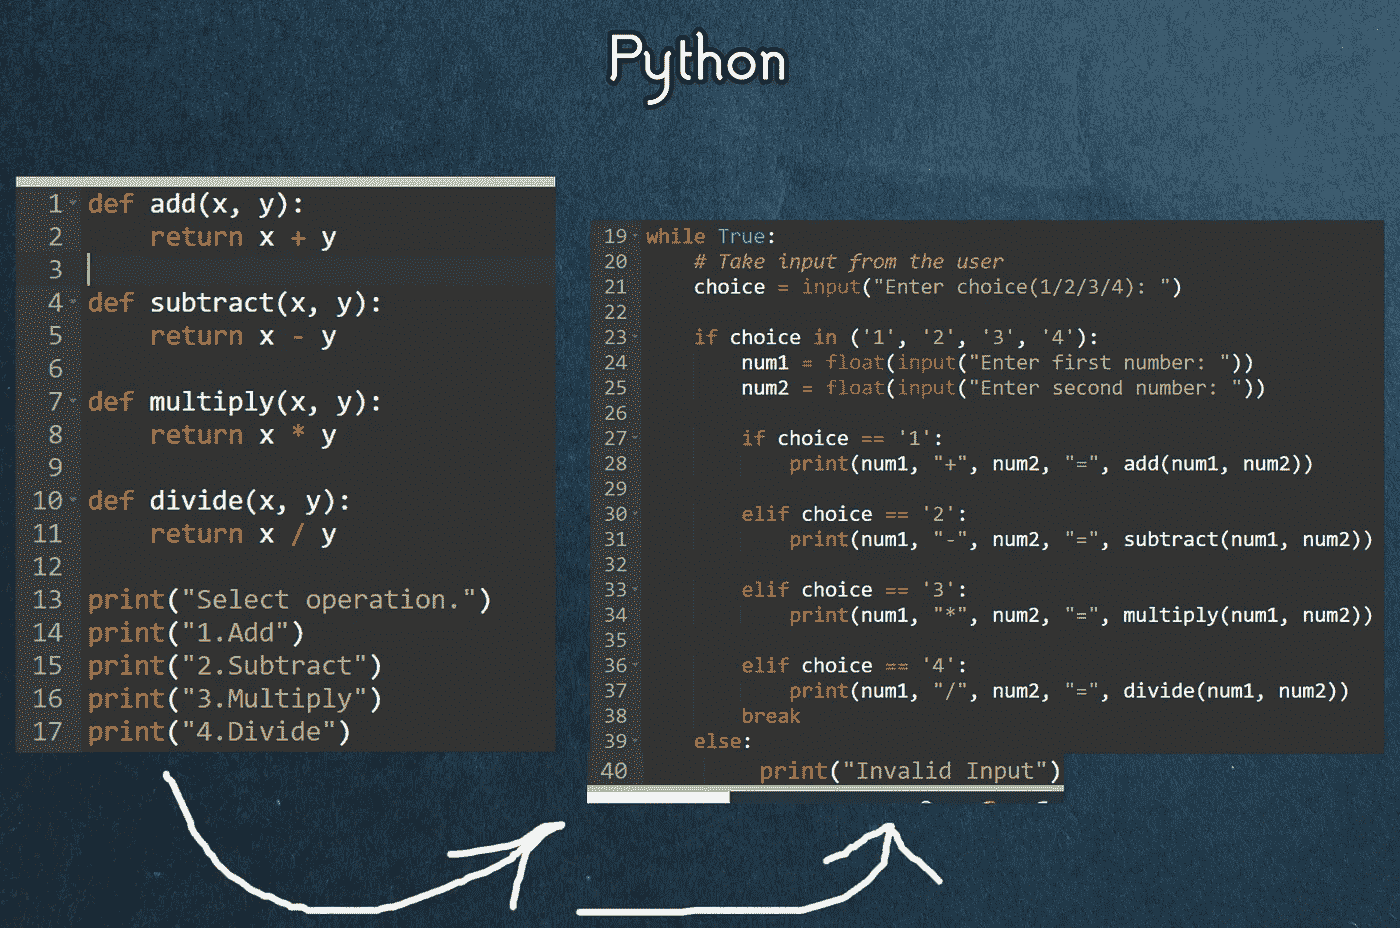 Python
1 def add(x, y):
2     return x + y
3
4 def subtract(x, y):
5     return x - y
6
7 def multiply(x, y):
8     return x * y
9
10 def divide(x, y):
11     return x / y
12
13 print("Select operation.")
14 print("1.Add")
15 print("2.Subtract")
16 print("3.Multiply")
17 print("4.Divide")
19 while True:
20     # Take input from the user
21     choice = input("Enter choice(1/2/3/4): ")
22
23     if choice in ('1', '2', '3', '4'):
24         num1 = float(input("Enter first number: "))
25         num2 = float(input("Enter second number: "))
26
27         if choice == '1':
28             print(num1, "+", num2, "=", add(num1, num2))
29
30         elif choice == '2':
31             print(num1, "-", num2, "=", subtract(num1, num2))
32
33         elif choice == '3':
34             print(num1, "*", num2, "=", multiply(num1, num2))
35
36         elif choice == '4':
37             print(num1, "/", num2, "=", divide(num1, num2))
38         break
39     else:
40         print("Invalid Input")